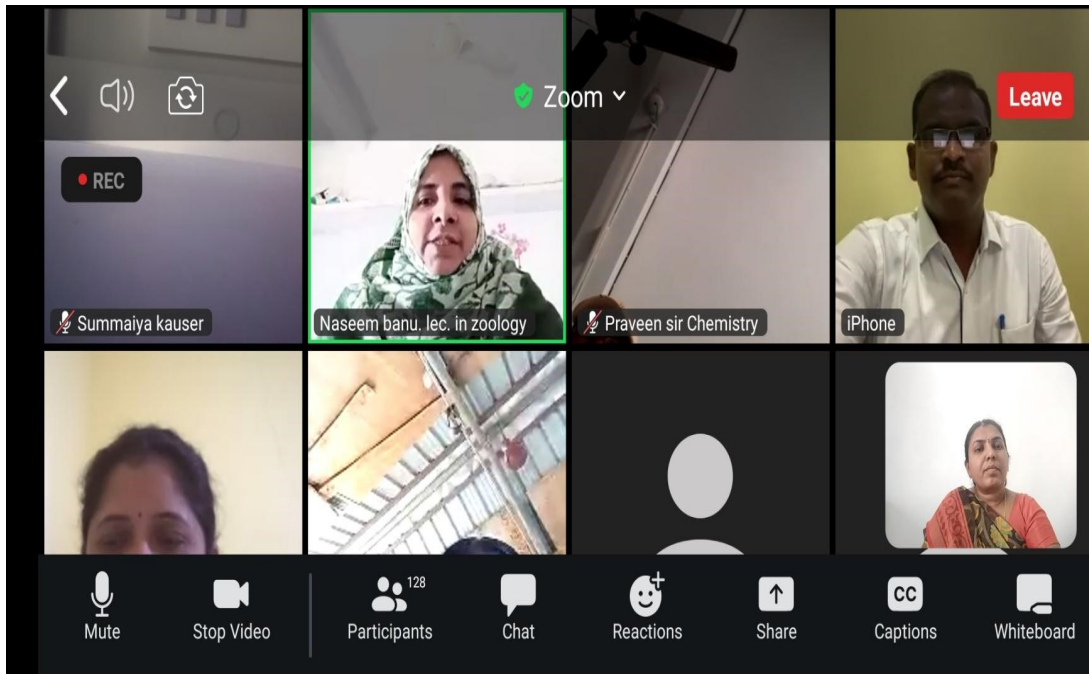 Zoom
Leave
REC
Summaiya kauser
Naseem banu. lec. in zoology
Praveen sir Chemistry
iPhone
Mute
Stop Video
128
Participants
Chat
Reactions
Share
CC
Captions
Whiteboard